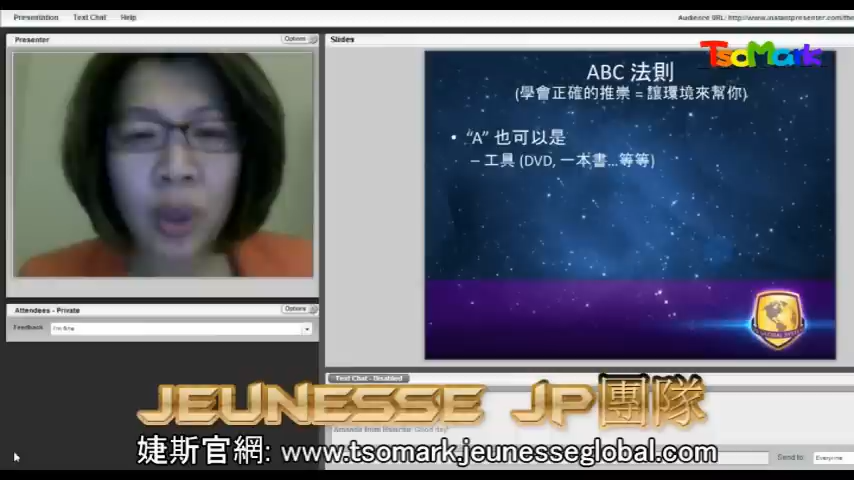 Presentation Text Chat Help
Audience URL: http://www.instantpresenter.com/the
Presenter
Options
Slides
TsoMark
ABC 法則
(學會正確的推崇 = 讓環境來幫你)
• “A” 也可以是
– 工具 (DVD, 一本書...等等)
Attendees - Private
Options
Feedback
I'm fine
Text Chat - Disabled
JEUNESSE JP團隊
婕斯官網: www.tsomark.jeunesseglobal.com
Send to:
Everyone